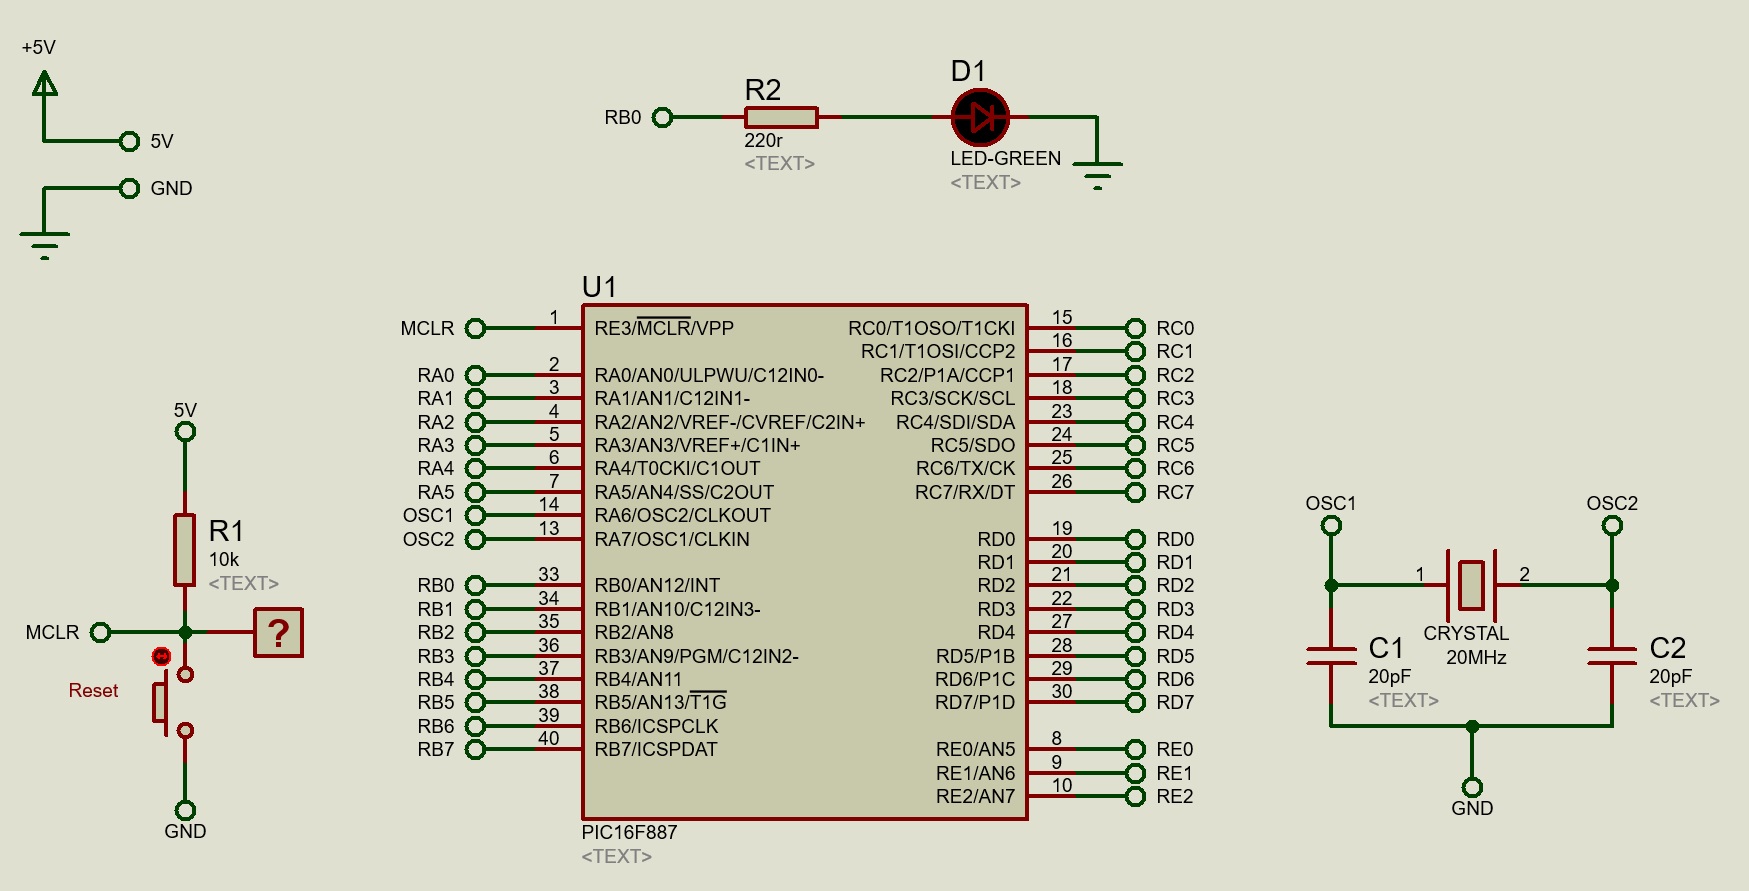 +5V
5V
GND
RB0
R2
220r
<TEXT>
D1
LED-GREEN
<TEXT>
5V
R1
10k
<TEXT>
MCLR
?
Reset
GND
U1
MCLR 1 RE3/MCLR/VPP
RA0 2 RA0/AN0/ULPWU/C12IN0-
RA1 3 RA1/AN1/C12IN1-
RA2 4 RA2/AN2/VREF-/CVREF/C2IN+
RA3 5 RA3/AN3/VREF+/C1IN+
RA4 6 RA4/T0CKI/C1OUT
RA5 7 RA5/AN4/SS/C2OUT
OSC1 14 RA6/OSC2/CLKOUT
OSC2 13 RA7/OSC1/CLKIN
RB0 33 RB0/AN12/INT
RB1 34 RB1/AN10/C12IN3-
RB2 35 RB2/AN8
RB3 36 RB3/AN9/PGM/C12IN2-
RB4 37 RB4/AN11
RB5 38 RB5/AN13/T1G
RB6 39 RB6/ICSPCLK
RB7 40 RB7/ICSPDAT
RC0/T1OSO/T1CKI 15 RC0
RC1/T1OSI/CCP2 16 RC1
RC2/P1A/CCP1 17 RC2
RC3/SCK/SCL 18 RC3
RC4/SDI/SDA 23 RC4
RC5/SDO 24 RC5
RC6/TX/CK 25 RC6
RC7/RX/DT 26 RC7
RD0 19 RD0
RD1 20 RD1
RD2 21 RD2
RD3 22 RD3
RD4 27 RD4
RD5/P1B 28 RD5
RD6/P1C 29 RD6
RD7/P1D 30 RD7
RE0/AN5 8 RE0
RE1/AN6 9 RE1
RE2/AN7 10 RE2
PIC16F887
<TEXT>
OSC1
OSC2
1 2
CRYSTAL
20MHz
C1
20pF
<TEXT>
C2
20pF
<TEXT>
GND